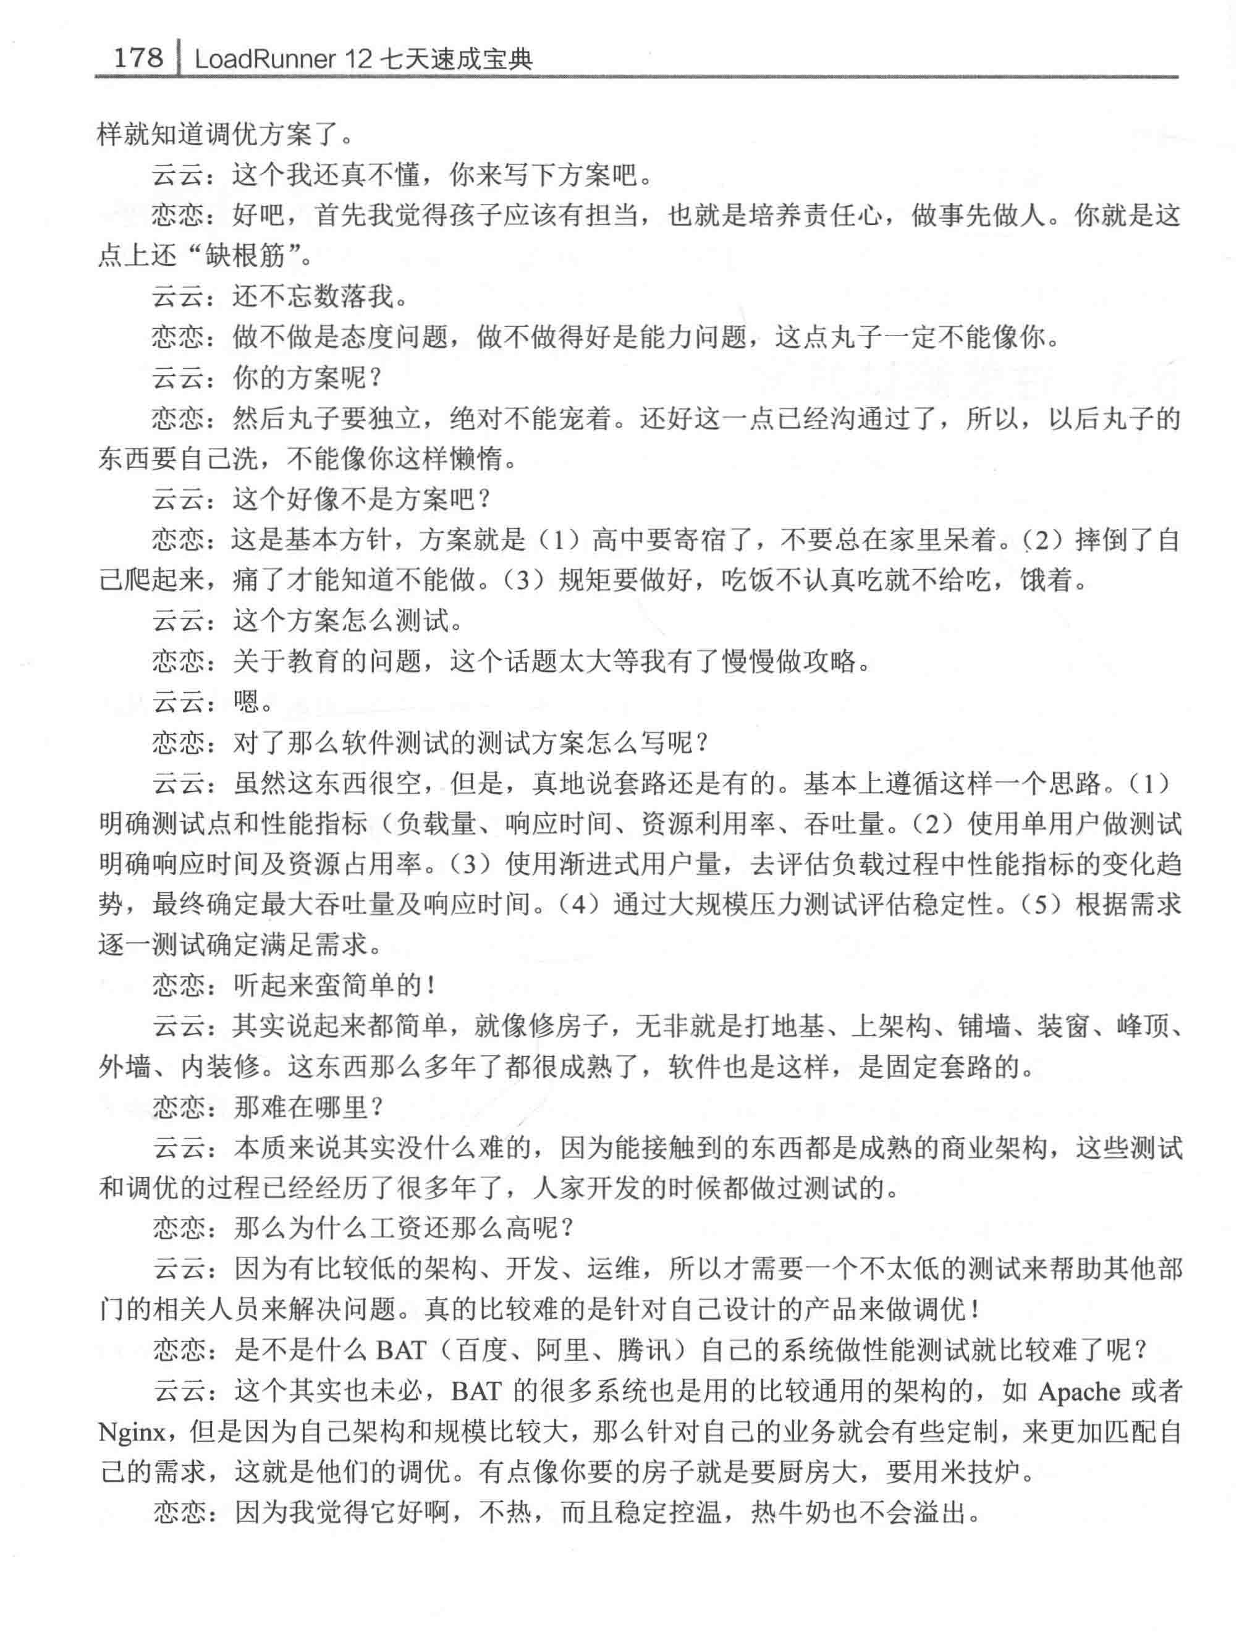 178 LoadRunner 12 七天速成宝典
样就知道调优方案了。
云云：这个我还真不懂，你来写下方案吧。
恋恋：好吧，首先我觉得孩子应该有担当，也就是培养责任心，做事先做人。你就是这
点上还“缺根筋”。
云云：还不忘数落我。
恋恋：做不做是态度问题，做不做得好是能力问题，这点丸子一定不能像你。
云云：你的方案呢？
恋恋：然后丸子要独立，绝对不能宠着。还好这一点已经沟通过了，所以，以后丸子的
东西要自己洗，不能像你这样懒惰。
云云：这个好像不是方案吧？
恋恋：这是基本方针，方案就是（1）高中要寄宿了，不要总在家里呆着。（2）摔倒了自
己爬起来，痛了才能知道不能做。（3）规矩要做好，吃饭不认真吃就不给吃，饿着。
云云：这个方案怎么测试。
恋恋：关于教育的问题，这个话题太大等我有了慢慢做攻略。
云云：嗯。
恋恋：对了那么软件测试的测试方案怎么写呢？
云云：虽然这东西很空，但是，真地说套路还是有的。基本上遵循这样一个思路。（1）
明确测试点和性能指标（负载量、响应时间、资源利用率、吞吐量。（2）使用单用户做测试
明确响应时间及资源占用率。（3）使用渐进式用户量，去评估负载过程中性能指标的变化趋
势，最终确定最大吞吐量及响应时间。（4）通过大规模压力测试评估稳定性。（5）根据需求
逐一测试确定满足需求。
恋恋：听起来蛮简单的！
云云：其实说起来都简单，就像修房子，无非就是打地基、上架构、铺墙、装窗、峰顶、
外墙、内装修。这东西那么多年了都很成熟了，软件也是这样，是固定套路的。
恋恋：那难在哪里？
云云：本质来说其实没什么难的，因为能接触到的东西都是成熟的商业架构，这些测试
和调优的过程已经经历了很多年了，人家开发的时候都做过测试的。
恋恋：那么为什么工资还那么高呢？
云云：因为有比较低的架构、开发、运维，所以才需要一个不太低的测试来帮助其他部
门的相关人员来解决问题。真的比较难的是针对自己设计的产品来做调优！
恋恋：是不是什么 BAT（百度、阿里、腾讯）自己的系统做性能测试就比较难了呢？
云云：这个其实也未必，BAT 的很多系统也是用的比较通用的架构的，如 Apache 或者
Nginx，但是因为自己架构和规模比较大，那么针对自己的业务就会有些定制，来更加匹配自
己的需求，这就是他们的调优。有点像你要的房子就是要厨房大，要用米技炉。
恋恋：因为我觉得它好啊，不热，而且稳定控温，热牛奶也不会溢出。